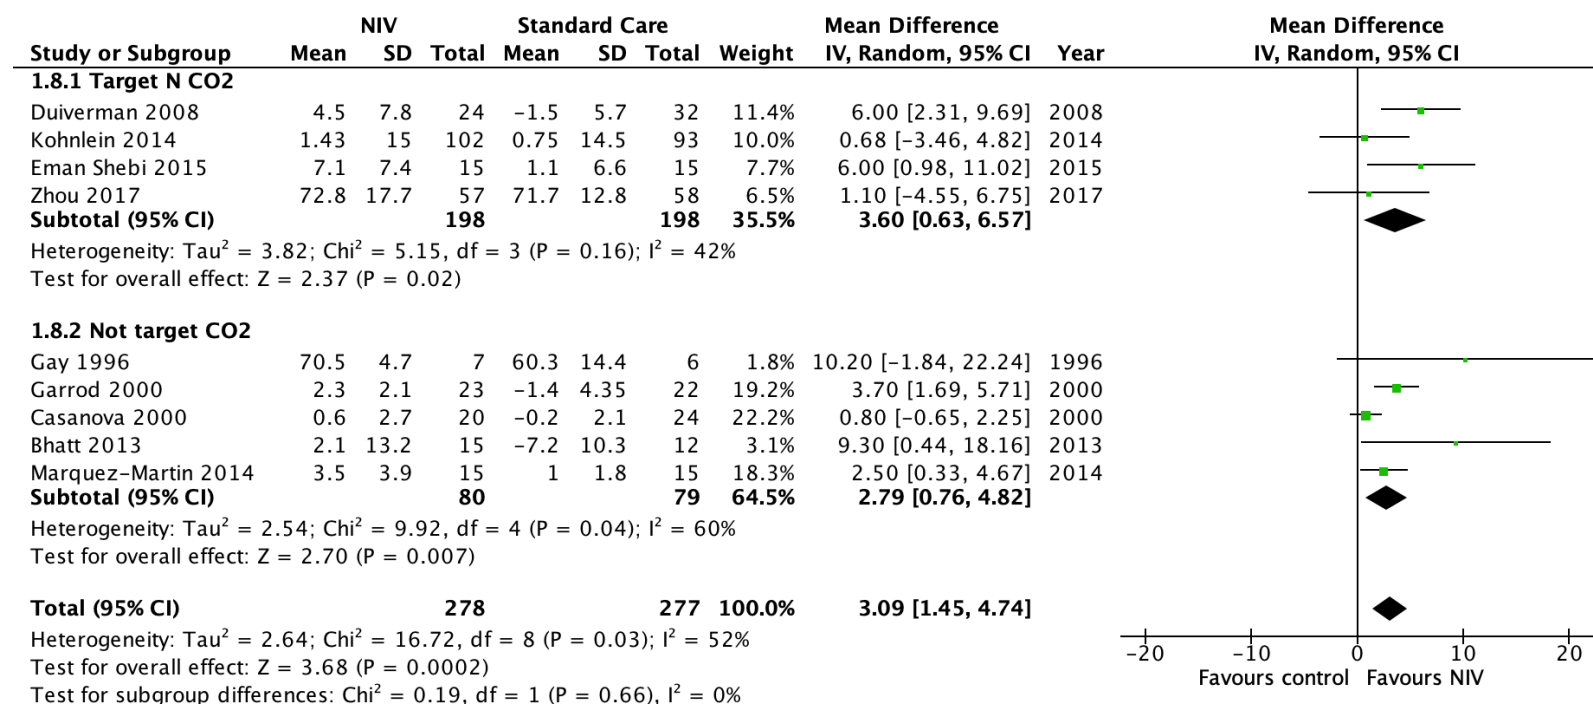 NIV Standard Care Mean Difference Mean Difference
Study or Subgroup Mean SD Total Mean SD Total Weight IV, Random, 95% CI Year IV, Random, 95% CI
1.8.1 Target N CO2
Duiverman 2008 4.5 7.8 24 -1.5 5.7 32 11.4% 6.00 [2.31, 9.69] 2008
Kohnlein 2014 1.43 15 102 0.75 14.5 93 10.0% 0.68 [-3.46, 4.82] 2014
Eman Shebi 2015 7.1 7.4 15 1.1 6.6 15 7.7% 6.00 [0.98, 11.02] 2015
Zhou 2017 72.8 17.7 57 71.7 12.8 58 6.5% 1.10 [-4.55, 6.75] 2017
Subtotal (95% CI) 198 198 35.5% 3.60 [0.63, 6.57]
Heterogeneity: Tau² = 3.82; Chi² = 5.15, df = 3 (P = 0.16); I² = 42%
Test for overall effect: Z = 2.37 (P = 0.02)
1.8.2 Not target CO2
Gay 1996 70.5 4.7 7 60.3 14.4 6 1.8% 10.20 [-1.84, 22.24] 1996
Garrod 2000 2.3 2.1 23 -1.4 4.35 22 19.2% 3.70 [1.69, 5.71] 2000
Casanova 2000 0.6 2.7 20 -0.2 2.1 24 22.2% 0.80 [-0.65, 2.25] 2000
Bhatt 2013 2.1 13.2 15 -7.2 10.3 12 3.1% 9.30 [0.44, 18.16] 2013
Marquez-Martin 2014 3.5 3.9 15 1 1.8 15 18.3% 2.50 [0.33, 4.67] 2014
Subtotal (95% CI) 80 79 64.5% 2.79 [0.76, 4.82]
Heterogeneity: Tau² = 2.54; Chi² = 9.92, df = 4 (P = 0.04); I² = 60%
Test for overall effect: Z = 2.70 (P = 0.007)
Total (95% CI) 278 277 100.0% 3.09 [1.45, 4.74]
Heterogeneity: Tau² = 2.64; Chi² = 16.72, df = 8 (P = 0.03); I² = 52%
Test for overall effect: Z = 3.68 (P = 0.0002)
Test for subgroup differences: Chi² = 0.19, df = 1 (P = 0.66), I² = 0%
-20 -10 0 10 20
Favours control Favours NIV